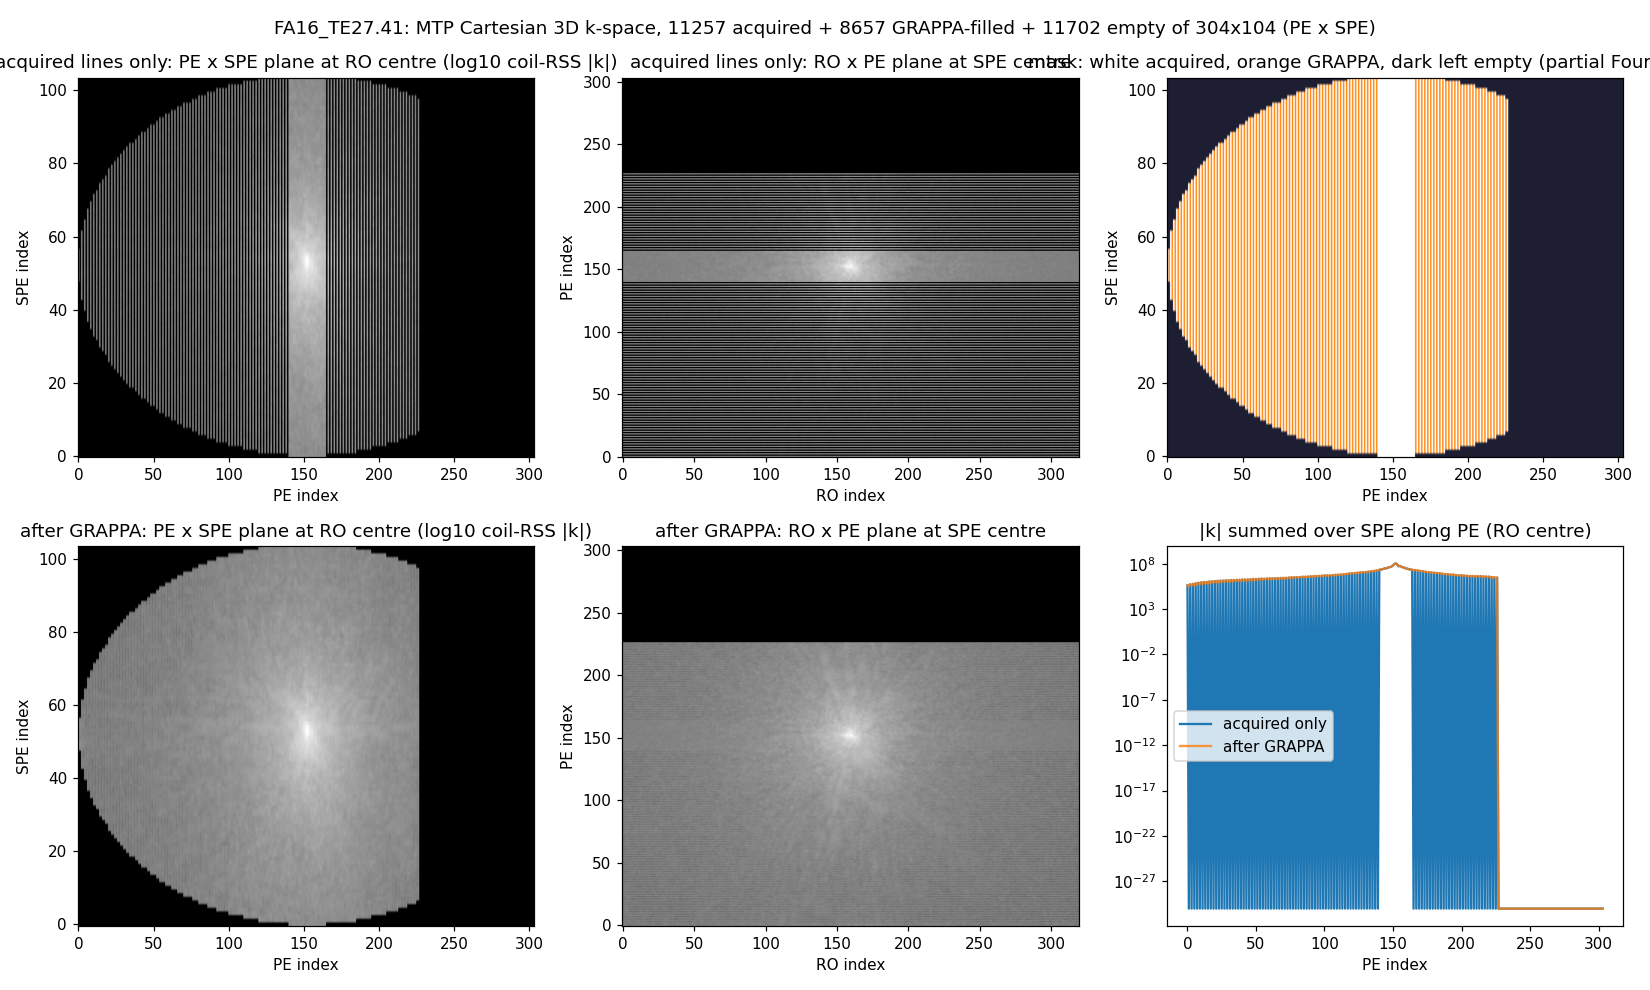 FA16_TE27.41: MTP Cartesian 3D k-space, 11257 acquired + 8657 GRAPPA-filled + 11702 empty of 304x104 (PE x SPE)
acquired lines only: PE x SPE plane at RO centre (log10 coil-RSS |k|)
100
80
60
40
20
0
SPE index
0 50 100 150 200 250 300
PE index
acquired lines only: RO x PE plane at SPE centre
300
250
200
150
100
50
0
PE index
0 50 100 150 200 250 300
RO index
mask: white acquired, orange GRAPPA, dark left empty (partial Four
100
80
60
40
20
0
SPE index
0 50 100 150 200 250 300
PE index
after GRAPPA: PE x SPE plane at RO centre (log10 coil-RSS |k|)
100
80
60
40
20
0
SPE index
0 50 100 150 200 250 300
PE index
after GRAPPA: RO x PE plane at SPE centre
300
250
200
150
100
50
0
PE index
0 50 100 150 200 250 300
RO index
|k| summed over SPE along PE (RO centre)
10⁸
10³
10⁻²
10⁻⁷
10⁻¹²
10⁻¹⁷
10⁻²²
10⁻²⁷
acquired only
after GRAPPA
0 50 100 150 200 250 300
PE index